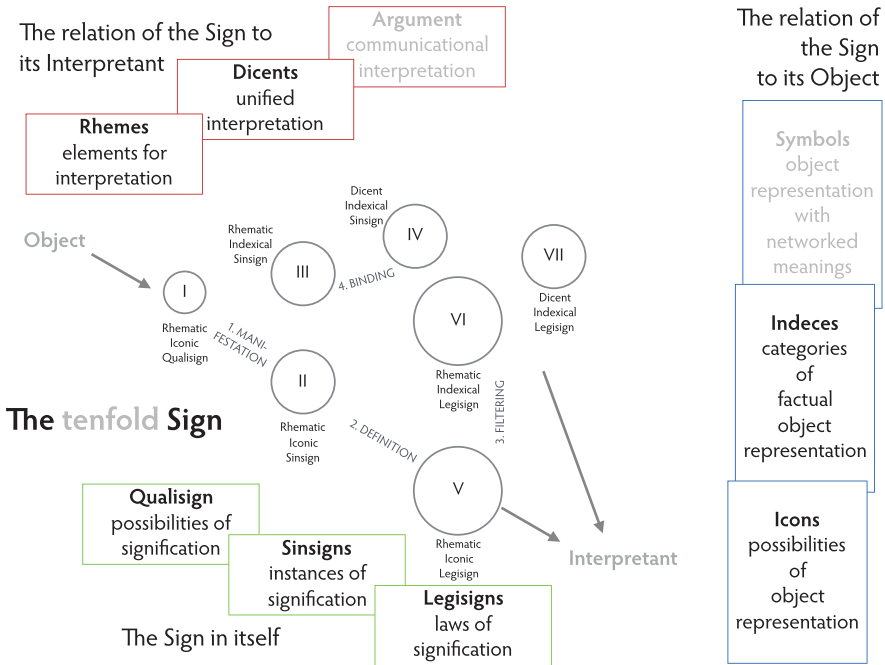 The relation of the Sign to
its Interpretant
Argument
communicational
interpretation
Dicents
unified
interpretation
Rhemes
elements for
interpretation
The relation of
the Sign
to its Object
Symbols
object
representation
with
networked
meanings
Indeces
categories
of
factual
object
representation
Icons
possibilities
of
object
representation
Object
I
Rhematic
Iconic
Qualisign
1. MANI-
FESTATION
Rhematic
Indexical
Sinsign
III
4. BINDING
Dicent
Indexical
Sinsign
IV
VII
Dicent
Indexical
Legisign
VI
Rhematic
Indexical
Legisign
II
Rhematic
Iconic
Sinsign
2. DEFINITION
3. FILTERING
V
Rhematic
Iconic
Legisign
Interpretant
The tenfold Sign
Qualisign
possibilities of
signification
Sinsigns
instances of
signification
Legisigns
laws of
signification
The Sign in itself